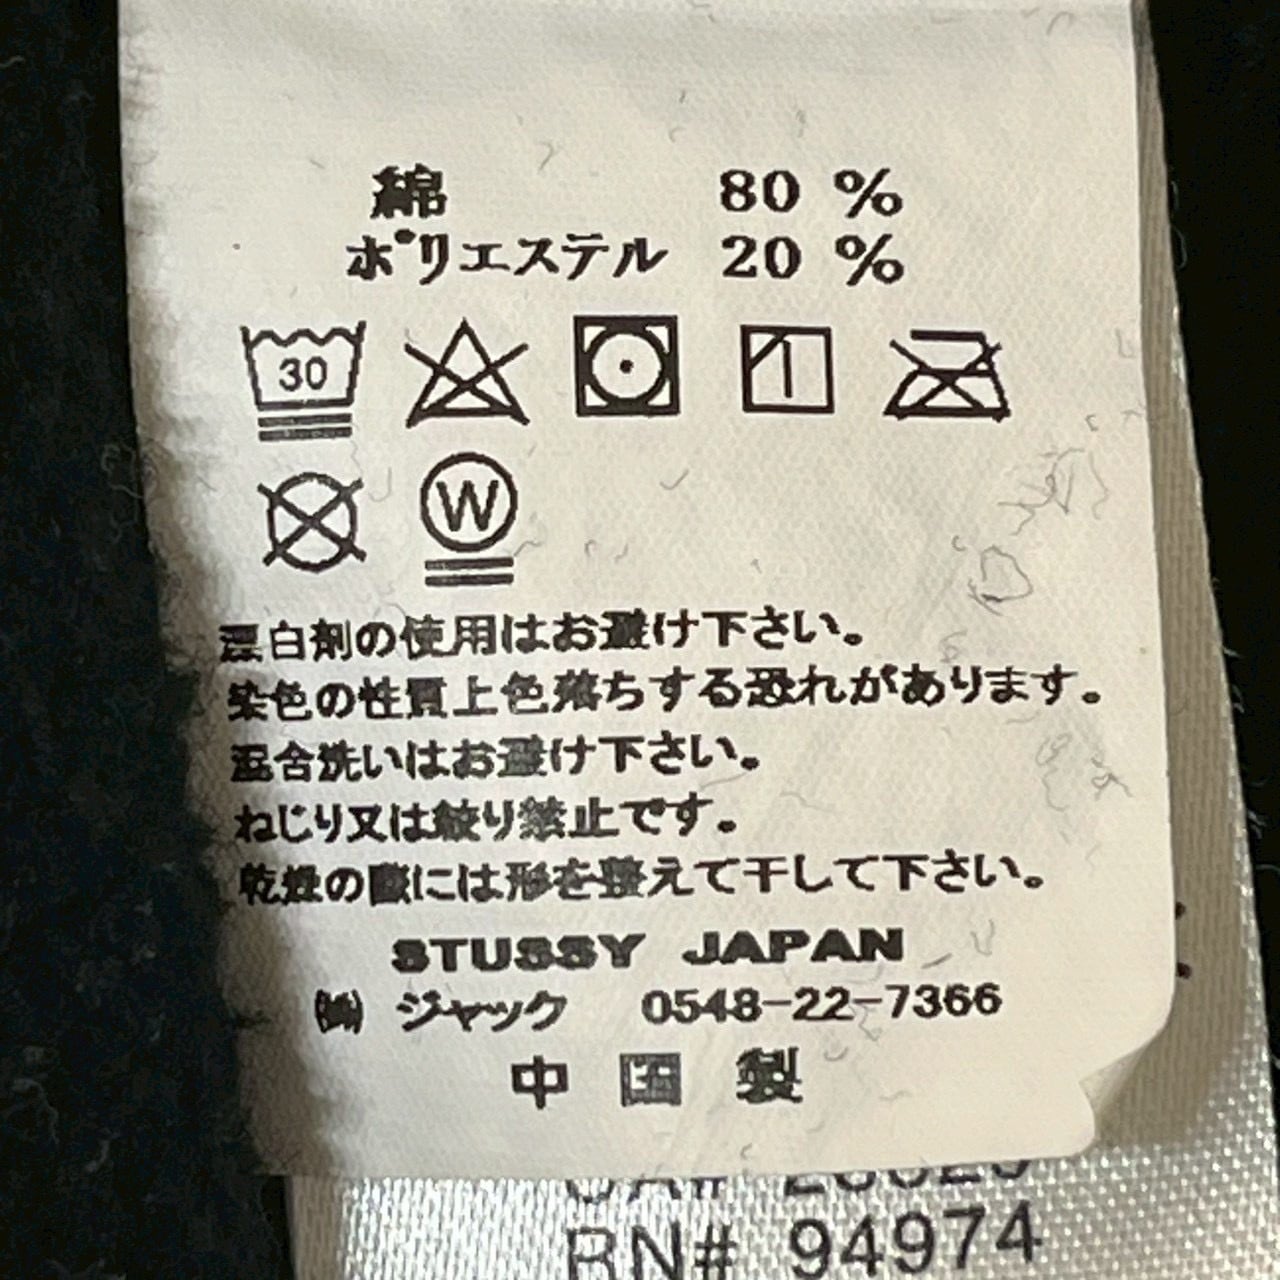 綿 80 %
ポリエステル 20 %
30
W
漂白剤の使用はお避け下さい。
染色の性質上色落ちする恐れがあります。
混合洗いはお避け下さい。
ねじり又は絞り禁止です。
乾燥の際には形を整えて干して下さい。
STUSSY JAPAN
㈱ ジャック 0548-22-7366
中国製
RN# 94974